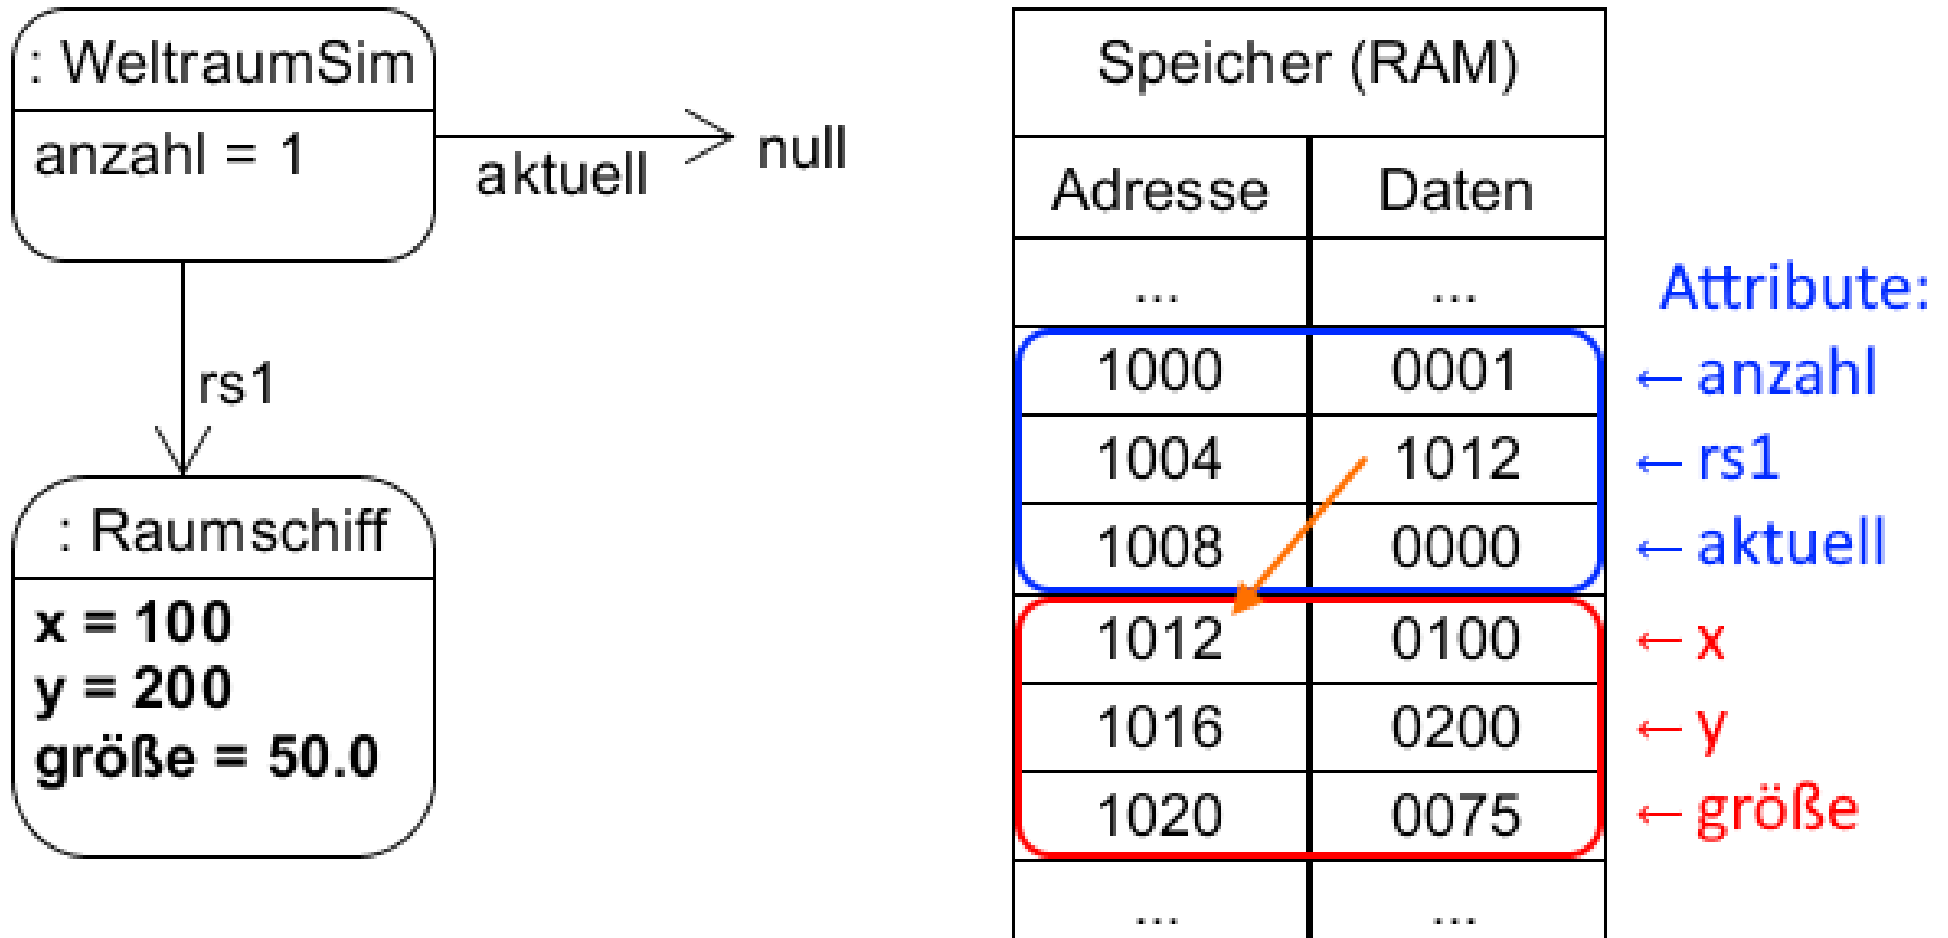 : WeltraumSim
anzahl = 1
aktuell
null
rs1
: Raumschiff
x = 100
y = 200
größe = 50.0
Speicher (RAM)
Adresse Daten
... ...
Attribute:
1000 0001 ← anzahl
1004 1012 ← rs1
1008 0000 ← aktuell
1012 0100 ← x
1016 0200 ← y
1020 0075 ← größe
... ...